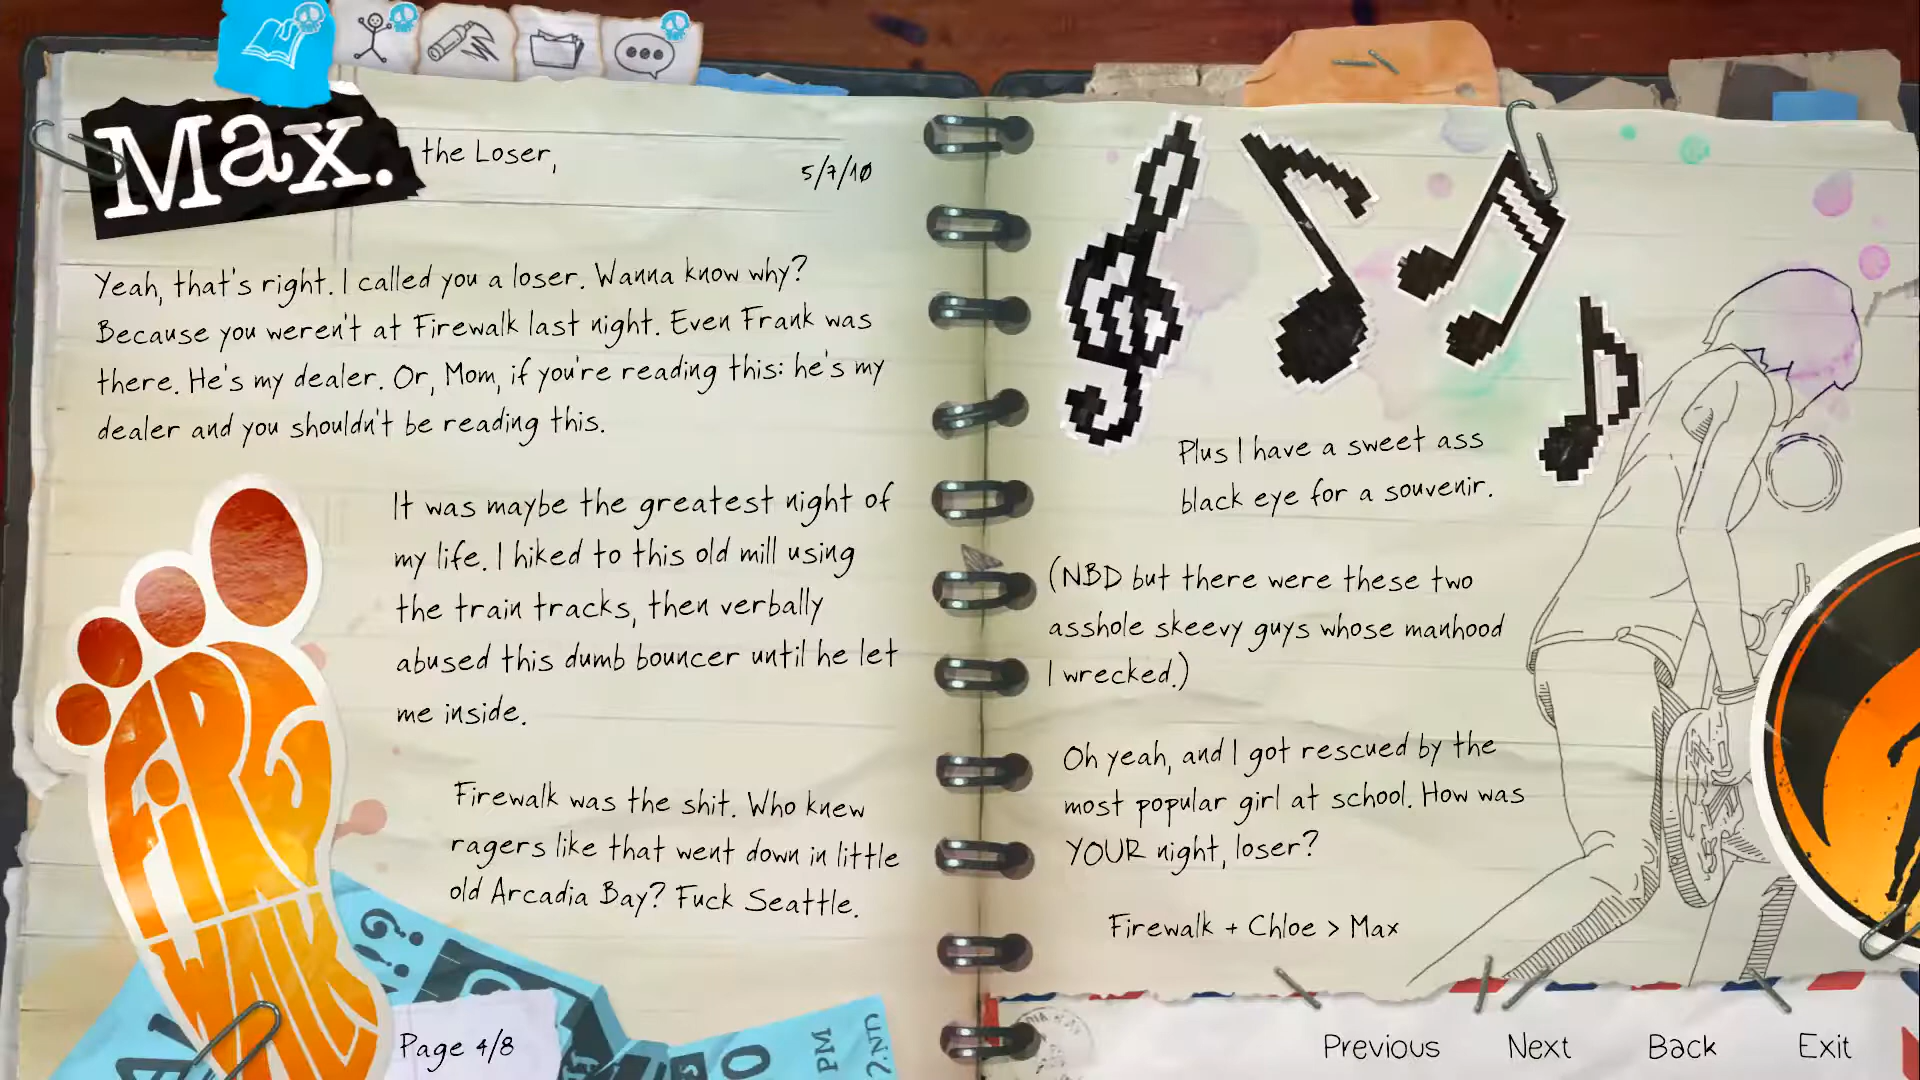 Max. the Loser,
5/7/10
Yeah, that's right. I called you a loser. Wanna know why?
Because you weren't at Firewalk last night. Even Frank was
there. He's my dealer. Or, Mom, if you're reading this: he's my
dealer and you shouldn't be reading this.
It was maybe the greatest night of
my life. I hiked to this old mill using
the train tracks, then verbally
abused this dumb bouncer until he let
me inside.
Firewalk was the shit. Who knew
ragers like that went down in little
old Arcadia Bay? Fuck Seattle.
FiRE
WALK
PM
Page 4/8
Plus I have a sweet ass
black eye for a souvenir.
(NBD but there were these two
asshole skeevy guys whose manhood
I wrecked.)
Oh yeah, and I got rescued by the
most popular girl at school. How was
YOUR night, loser?
Firewalk + Chloe > Max
Previous
Next
Back
Exit